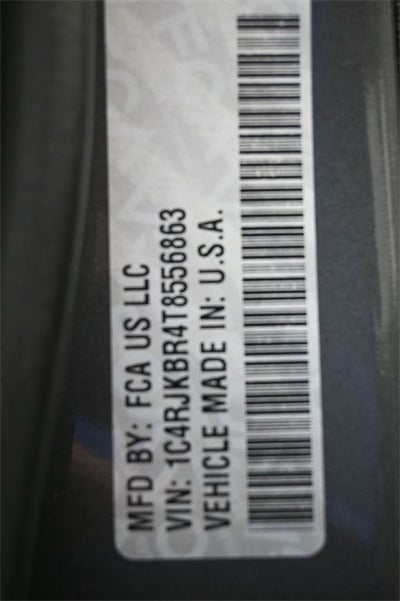 MFD BY: FCA US LLC
VIN: 1C4RJKBR4T8556863
VEHICLE MADE IN: U.S.A.